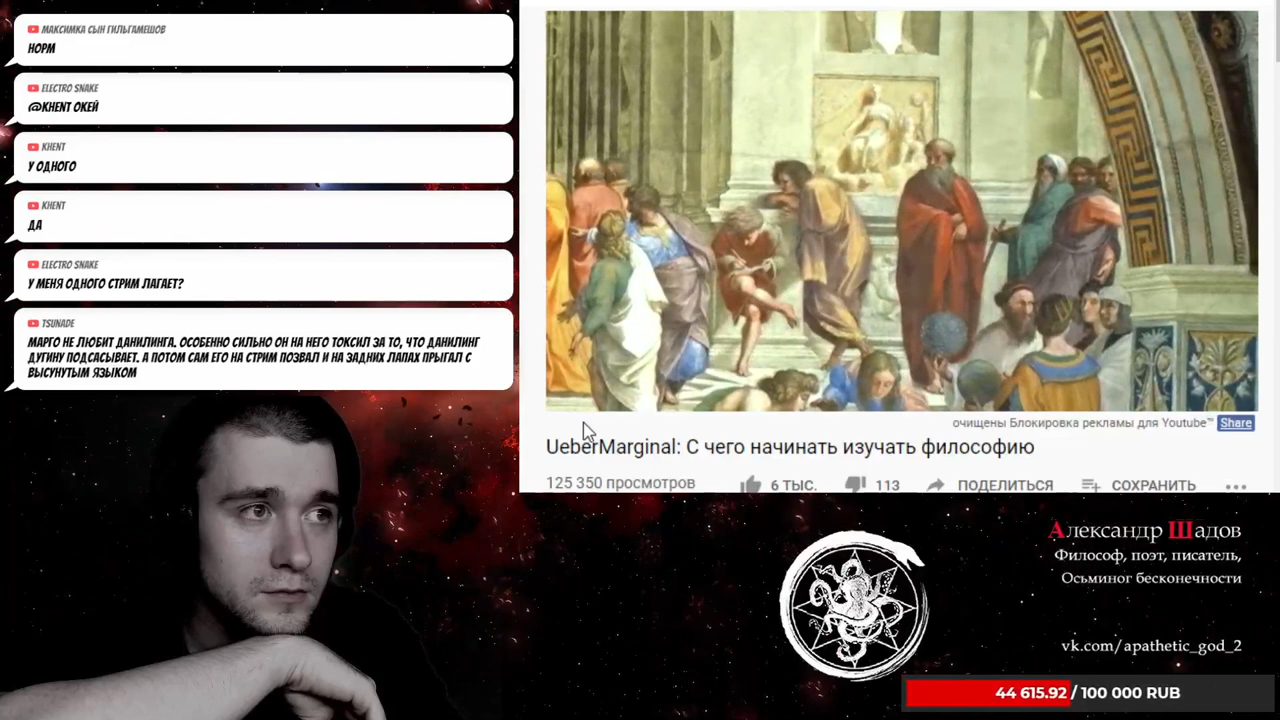 МАКСИМКА СЫН ГИЛЬГАМЕШОВ
НОРМ
ELECTRO SNAKE
@KHENT ОКЕЙ
KHENT
У ОДНОГО
KHENT
ДА
ELECTRO SNAKE
У МЕНЯ ОДНОГО СТРИМ ЛАГАЕТ?
TSUNADE
МАРГО НЕ ЛЮБИТ ДАНИЛИНГА. ОСОБЕННО СИЛЬНО ОН НА НЕГО ТОКСИЛ ЗА ТО, ЧТО ДАНИЛИНГ
ДУГИНУ ПОДСАСЫВАЕТ. А ПОТОМ САМ ЕГО НА СТРИМ ПОЗВАЛ И НА ЗАДНИХ ЛАПАХ ПРЫГАЛ С
ВЫСУНУТЫМ ЯЗЫКОМ
очищены Блокировка рекламы для Youtube™ Share
UeberMarginal: С чего начинать изучать философию
125 350 просмотров 6 ТЫС. 113 ПОДЕЛИТЬСЯ СОХРАНИТЬ
Александр Шадов
Философ, поэт, писатель,
Осьминог бесконечности
vk.com/apathetic_god_2
44 615.92 / 100 000 RUB